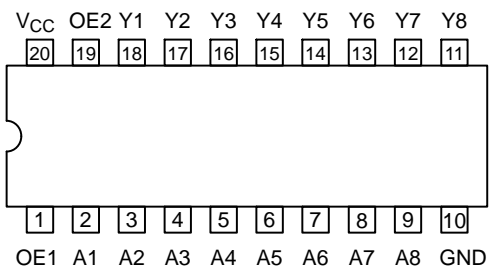 VCC OE2 Y1 Y2 Y3 Y4 Y5 Y6 Y7 Y8
20 19 18 17 16 15 14 13 12 11
1 2 3 4 5 6 7 8 9 10
OE1 A1 A2 A3 A4 A5 A6 A7 A8 GND